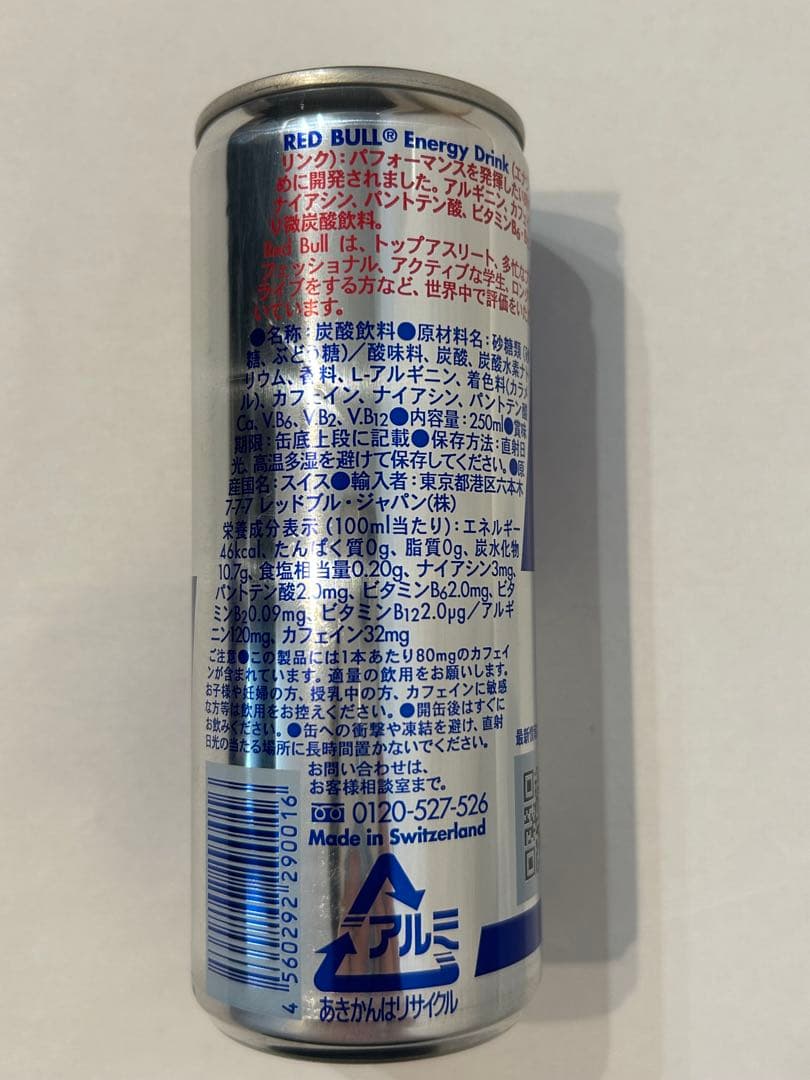 RED BULL® Energy Drink (エナ
リンク): パフォーマンスを発揮したい
めに開発されました。アルギニン、カフェ
ナイアシン、パントテン酸、ビタミンB6・B
V微炭酸飲料。
Red Bull は、トップアスリート、多忙なプ
フェッショナル、アクティブな学生、ロング
ライブをする方など、世界中で評価をいた
いています。
●名称:炭酸飲料●原材料名:砂糖類(砂
糖、ぶどう糖)/酸味料、炭酸、炭酸水素ナ
リウム、香料、L-アルギニン、着色料(カラメ
ル)、カフェイン、ナイアシン、パントテン酸
Ca、V.B6、V.B2、V.B12●内容量:250ml●賞味
期限:缶底上段に記載●保存方法:直射日
光、高温多湿を避けて保存してください。●原
産国名:スイス●輸入者:東京都港区六本木
7-7-7 レッドブル・ジャパン(株)
栄養成分表示 (100ml当たり):エネルギー
46kcal、たんぱく質0g、脂質0g、炭水化物
10.7g、食塩相当量0.20g、ナイアシン3mg、
パントテン酸2.0mg、ビタミンB62.0mg、ビタ
ミンB20.09mg、ビタミンB122.0μg/アルギ
ニン120mg、カフェイン32mg
ご注意●この製品には1本あたり80mgのカフェイ
ンが含まれています。適量の飲用をお願いします。
お子様や妊婦の方、授乳中の方、カフェインに敏感
な方等は飲用をお控えください。●開缶後はすぐに
お飲みください。●缶への衝撃や凍結を避け、直射
日光の当たる場所に長時間置かないでください。
お問い合わせは、
お客様相談室まで。
0120-527-526
Made in Switzerland
アルミ
あきかんはリサイクル
4 560292 290016
最新情報